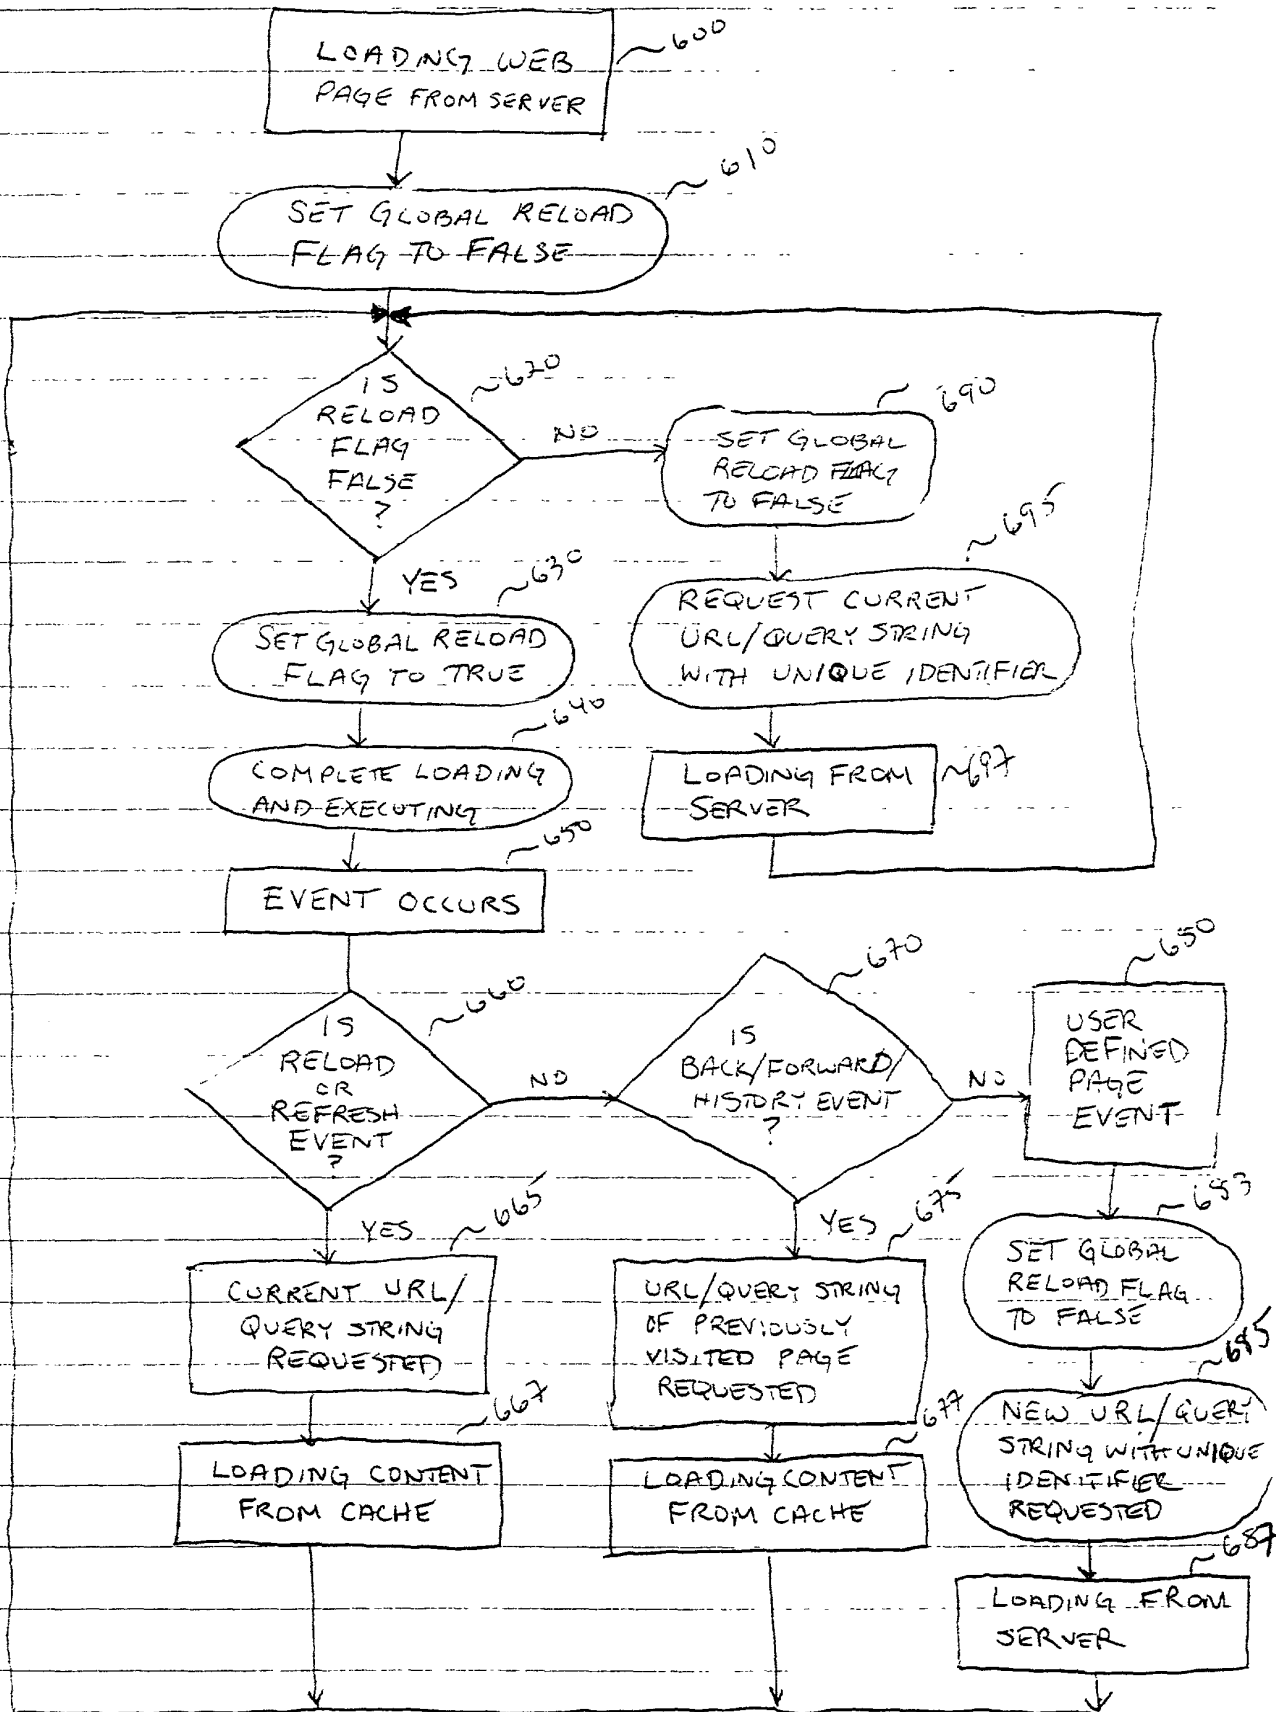 LOADING WEB
PAGE FROM SERVER
600
SET GLOBAL RELOAD
FLAG TO FALSE
610
IS
RELOAD
FLAG
FALSE
?
620
NO
SET GLOBAL
RELOAD FLAG
TO FALSE
690
YES
SET GLOBAL RELOAD
FLAG TO TRUE
630
REQUEST CURRENT
URL/QUERY STRING
WITH UNIQUE IDENTIFIER
695
COMPLETE LOADING
AND EXECUTING
640
LOADING FROM
SERVER
697
EVENT OCCURS
650
IS
RELOAD
OR
REFRESH
EVENT
?
660
NO
IS
BACK/FORWARD/
HISTORY EVENT
?
670
NO
USER
DEFINED
PAGE
EVENT
650
YES
CURRENT URL/
QUERY STRING
REQUESTED
665
YES
URL/QUERY STRING
OF PREVIOUSLY
VISITED PAGE
REQUESTED
675
SET GLOBAL
RELOAD FLAG
TO FALSE
683
LOADING CONTENT
FROM CACHE
667
LOADING CONTENT
FROM CACHE
677
NEW URL/QUERY
STRING WITH UNIQUE
IDENTIFIER
REQUESTED
685
LOADING FROM
SERVER
687